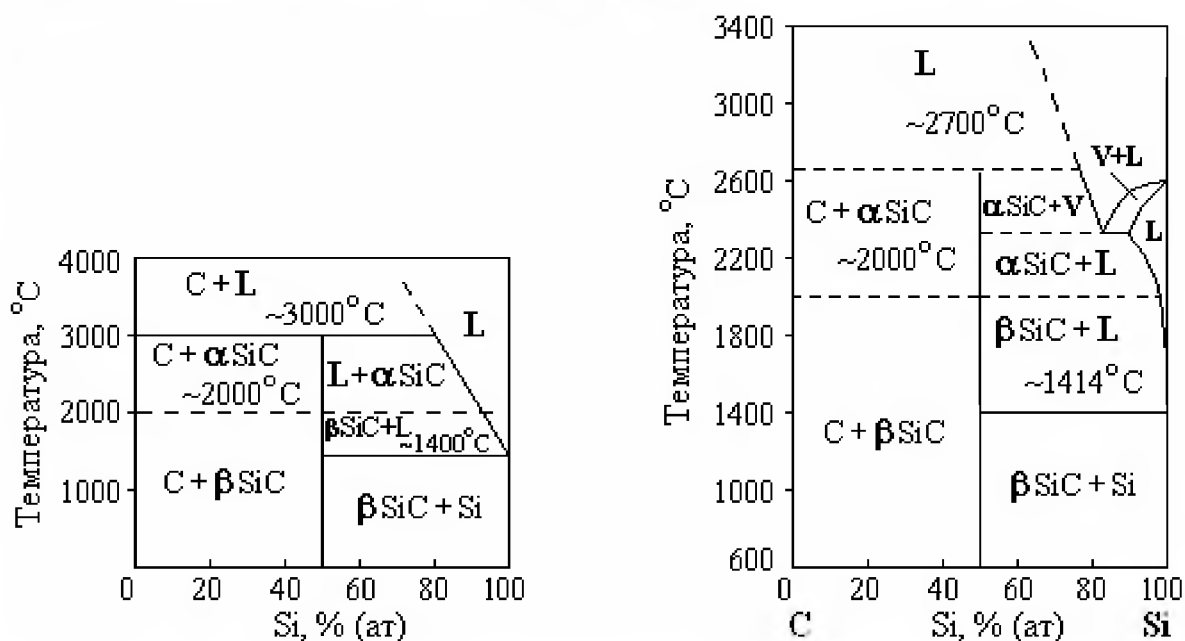 4000
3000
2000
1000
Температура, °C
C + L
~3000°C
L
C + αSiC
~2000°C
L + αSiC
βSiC+L
~1400°C
C + βSiC
βSiC + Si
0 20 40 60 80 100
Si, % (ат)
3400
3000
2600
2200
1800
1400
1000
600
Температура, °C
L
~2700°C
V+L
C + αSiC
αSiC+V
L
~2000°C
αSiC + L
βSiC + L
~1414°C
C + βSiC
βSiC + Si
0 20 40 60 80 100
C Si, % (ат) Si